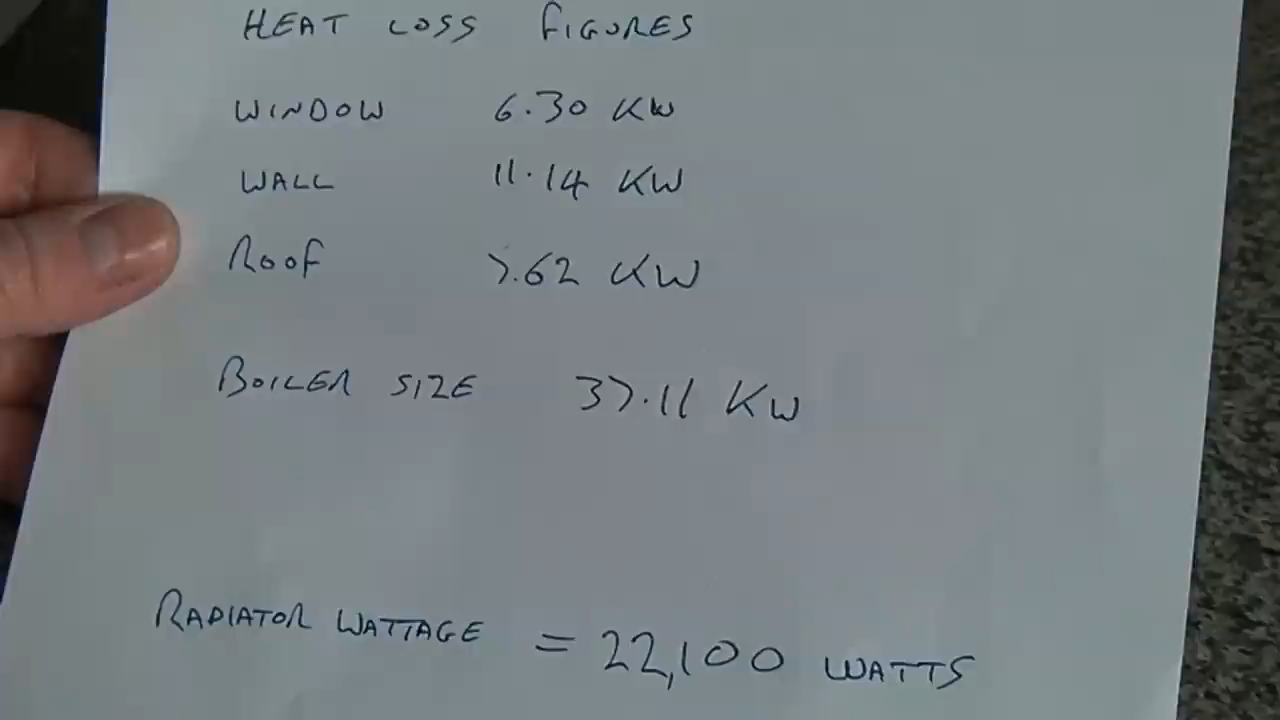 HEAT LOSS FIGURES
WINDOW 6.30 KW
WALL 11.14 KW
ROOF 7.62 KW
BOILER SIZE 37.11 KW
RADIATOR WATTAGE = 22,100 WATTS